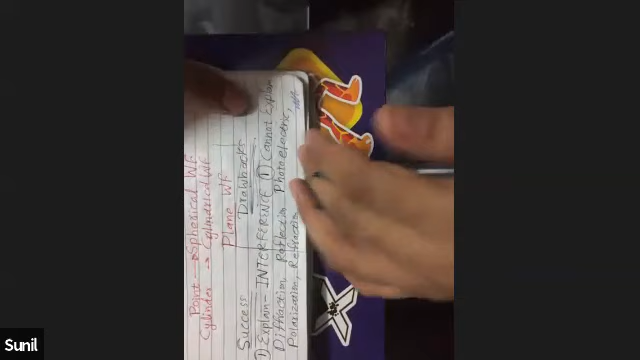 Point → Spherical WF
Cylinder → Cylindrical WF
Plane WF
Success Drawbacks
1) Explain - INTERFERENCE 1) Cannot Explain
Diffraction, Reflection Photoelectric
Polarization, Refraction
Sunil